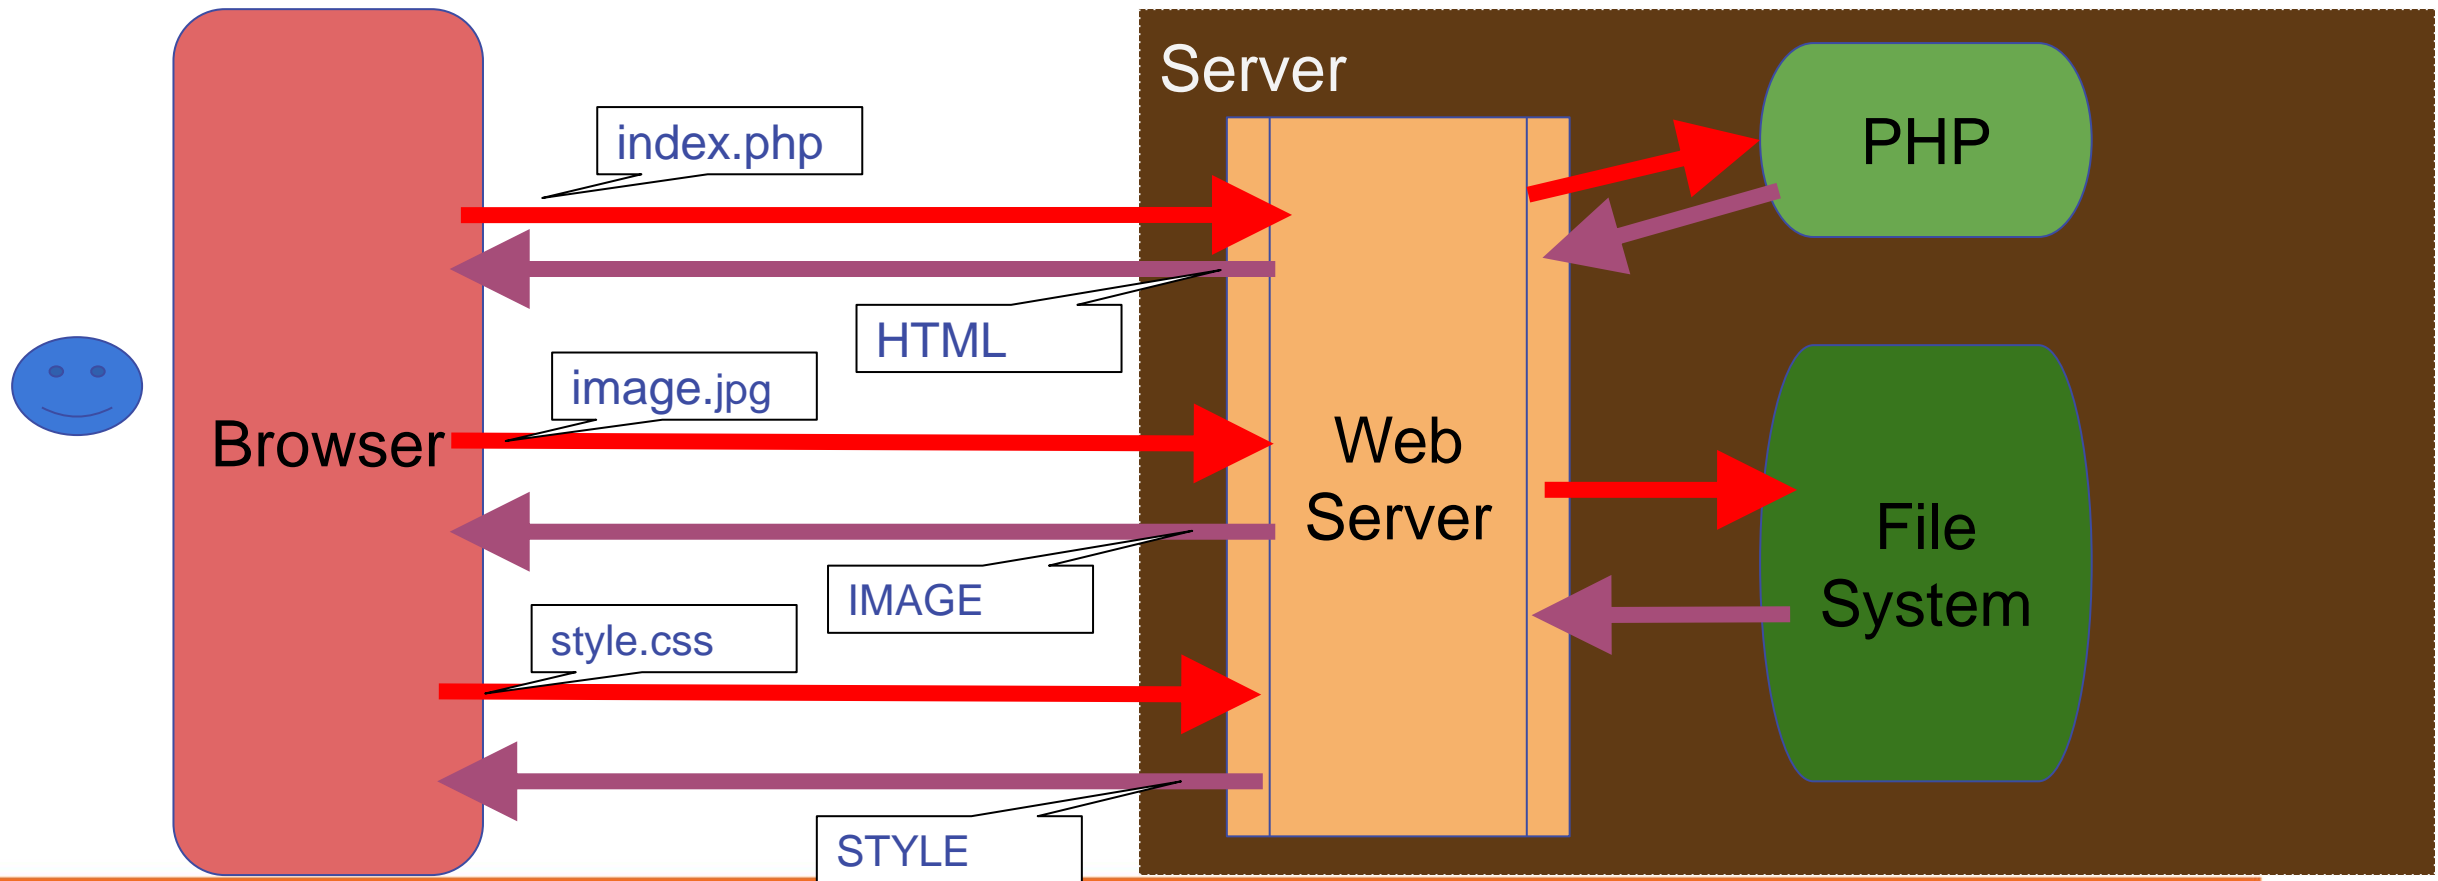 Server
index.php
PHP
HTML
image.jpg
Browser
Web
Server
File
System
IMAGE
style.css
STYLE